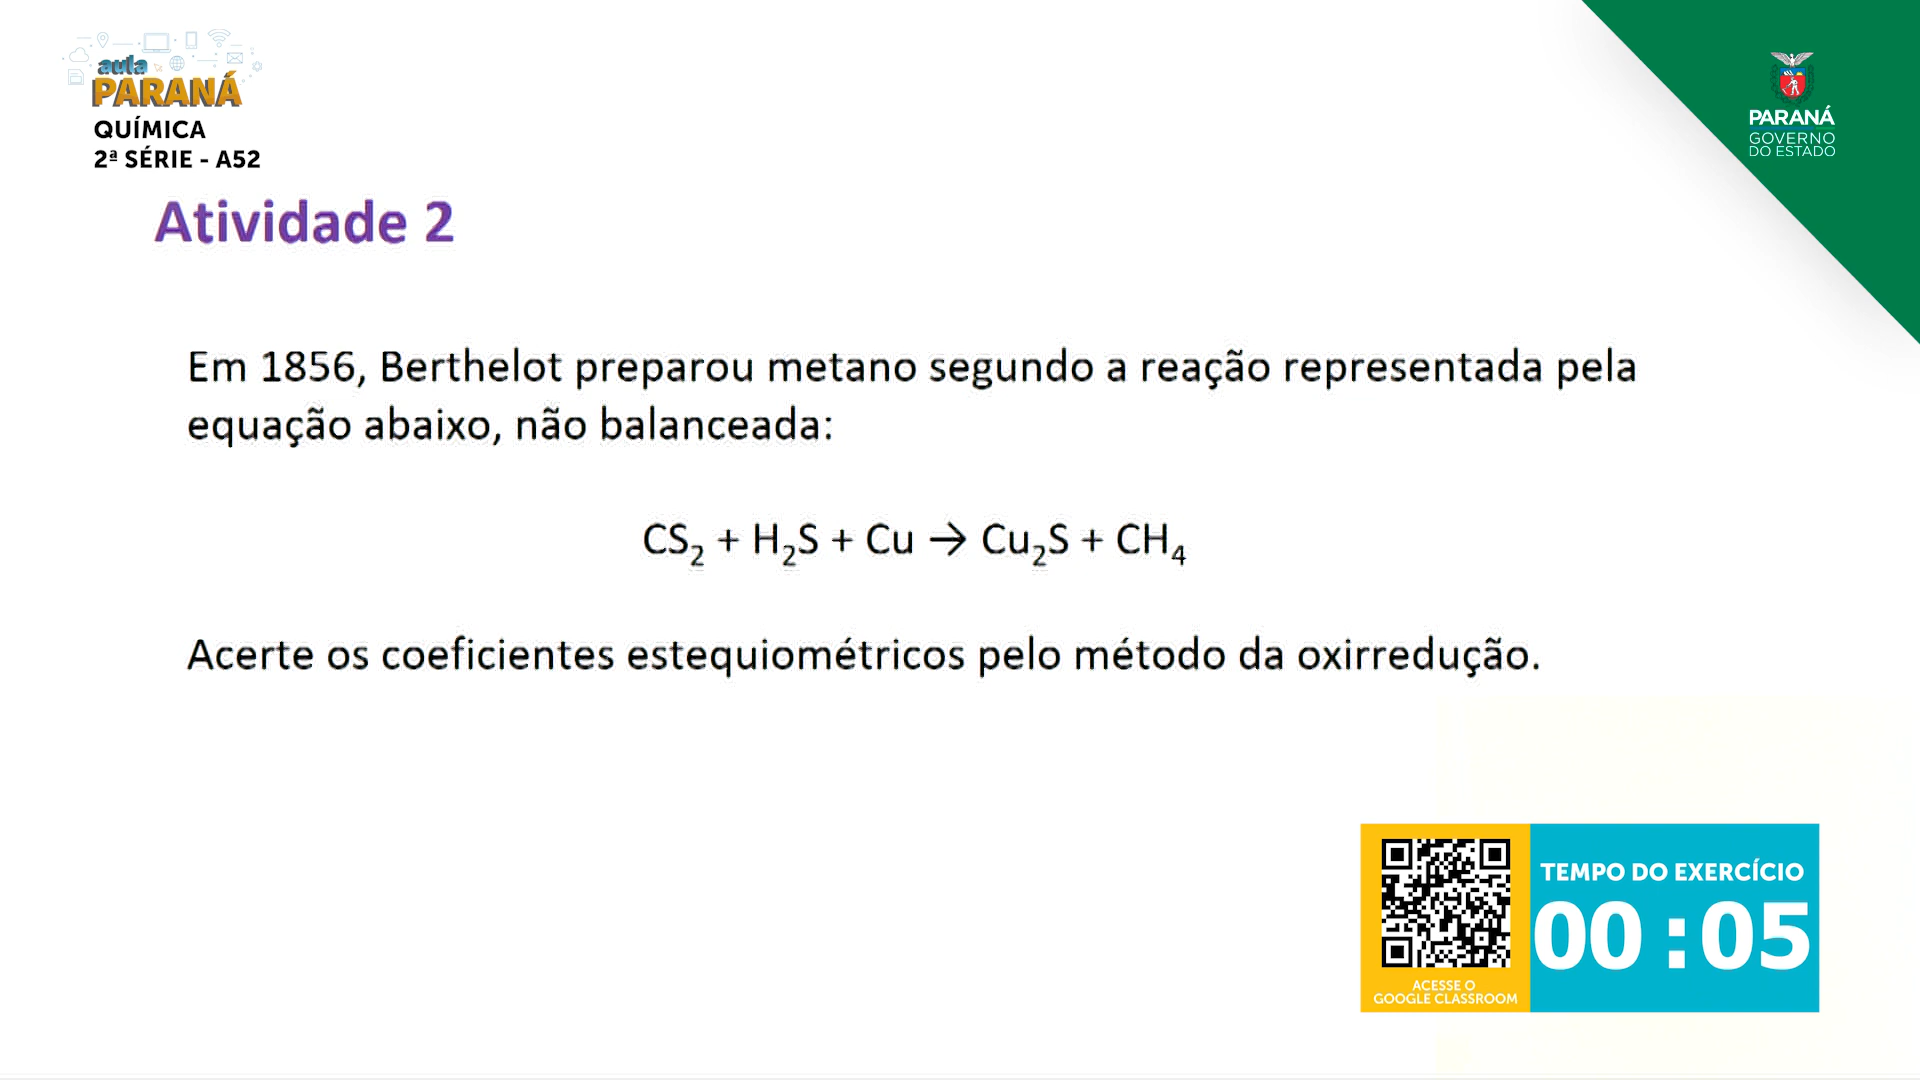 aula
PARANÁ
QUÍMICA
2ª SÉRIE - A52
PARANÁ
GOVERNO
DO ESTADO
Atividade 2
Em 1856, Berthelot preparou metano segundo a reação representada pela
equação abaixo, não balanceada:
CS₂ + H₂S + Cu → Cu₂S + CH₄
Acerte os coeficientes estequiométricos pelo método da oxirredução.
TEMPO DO EXERCÍCIO
00 : 05
ACESSE O
GOOGLE CLASSROOM